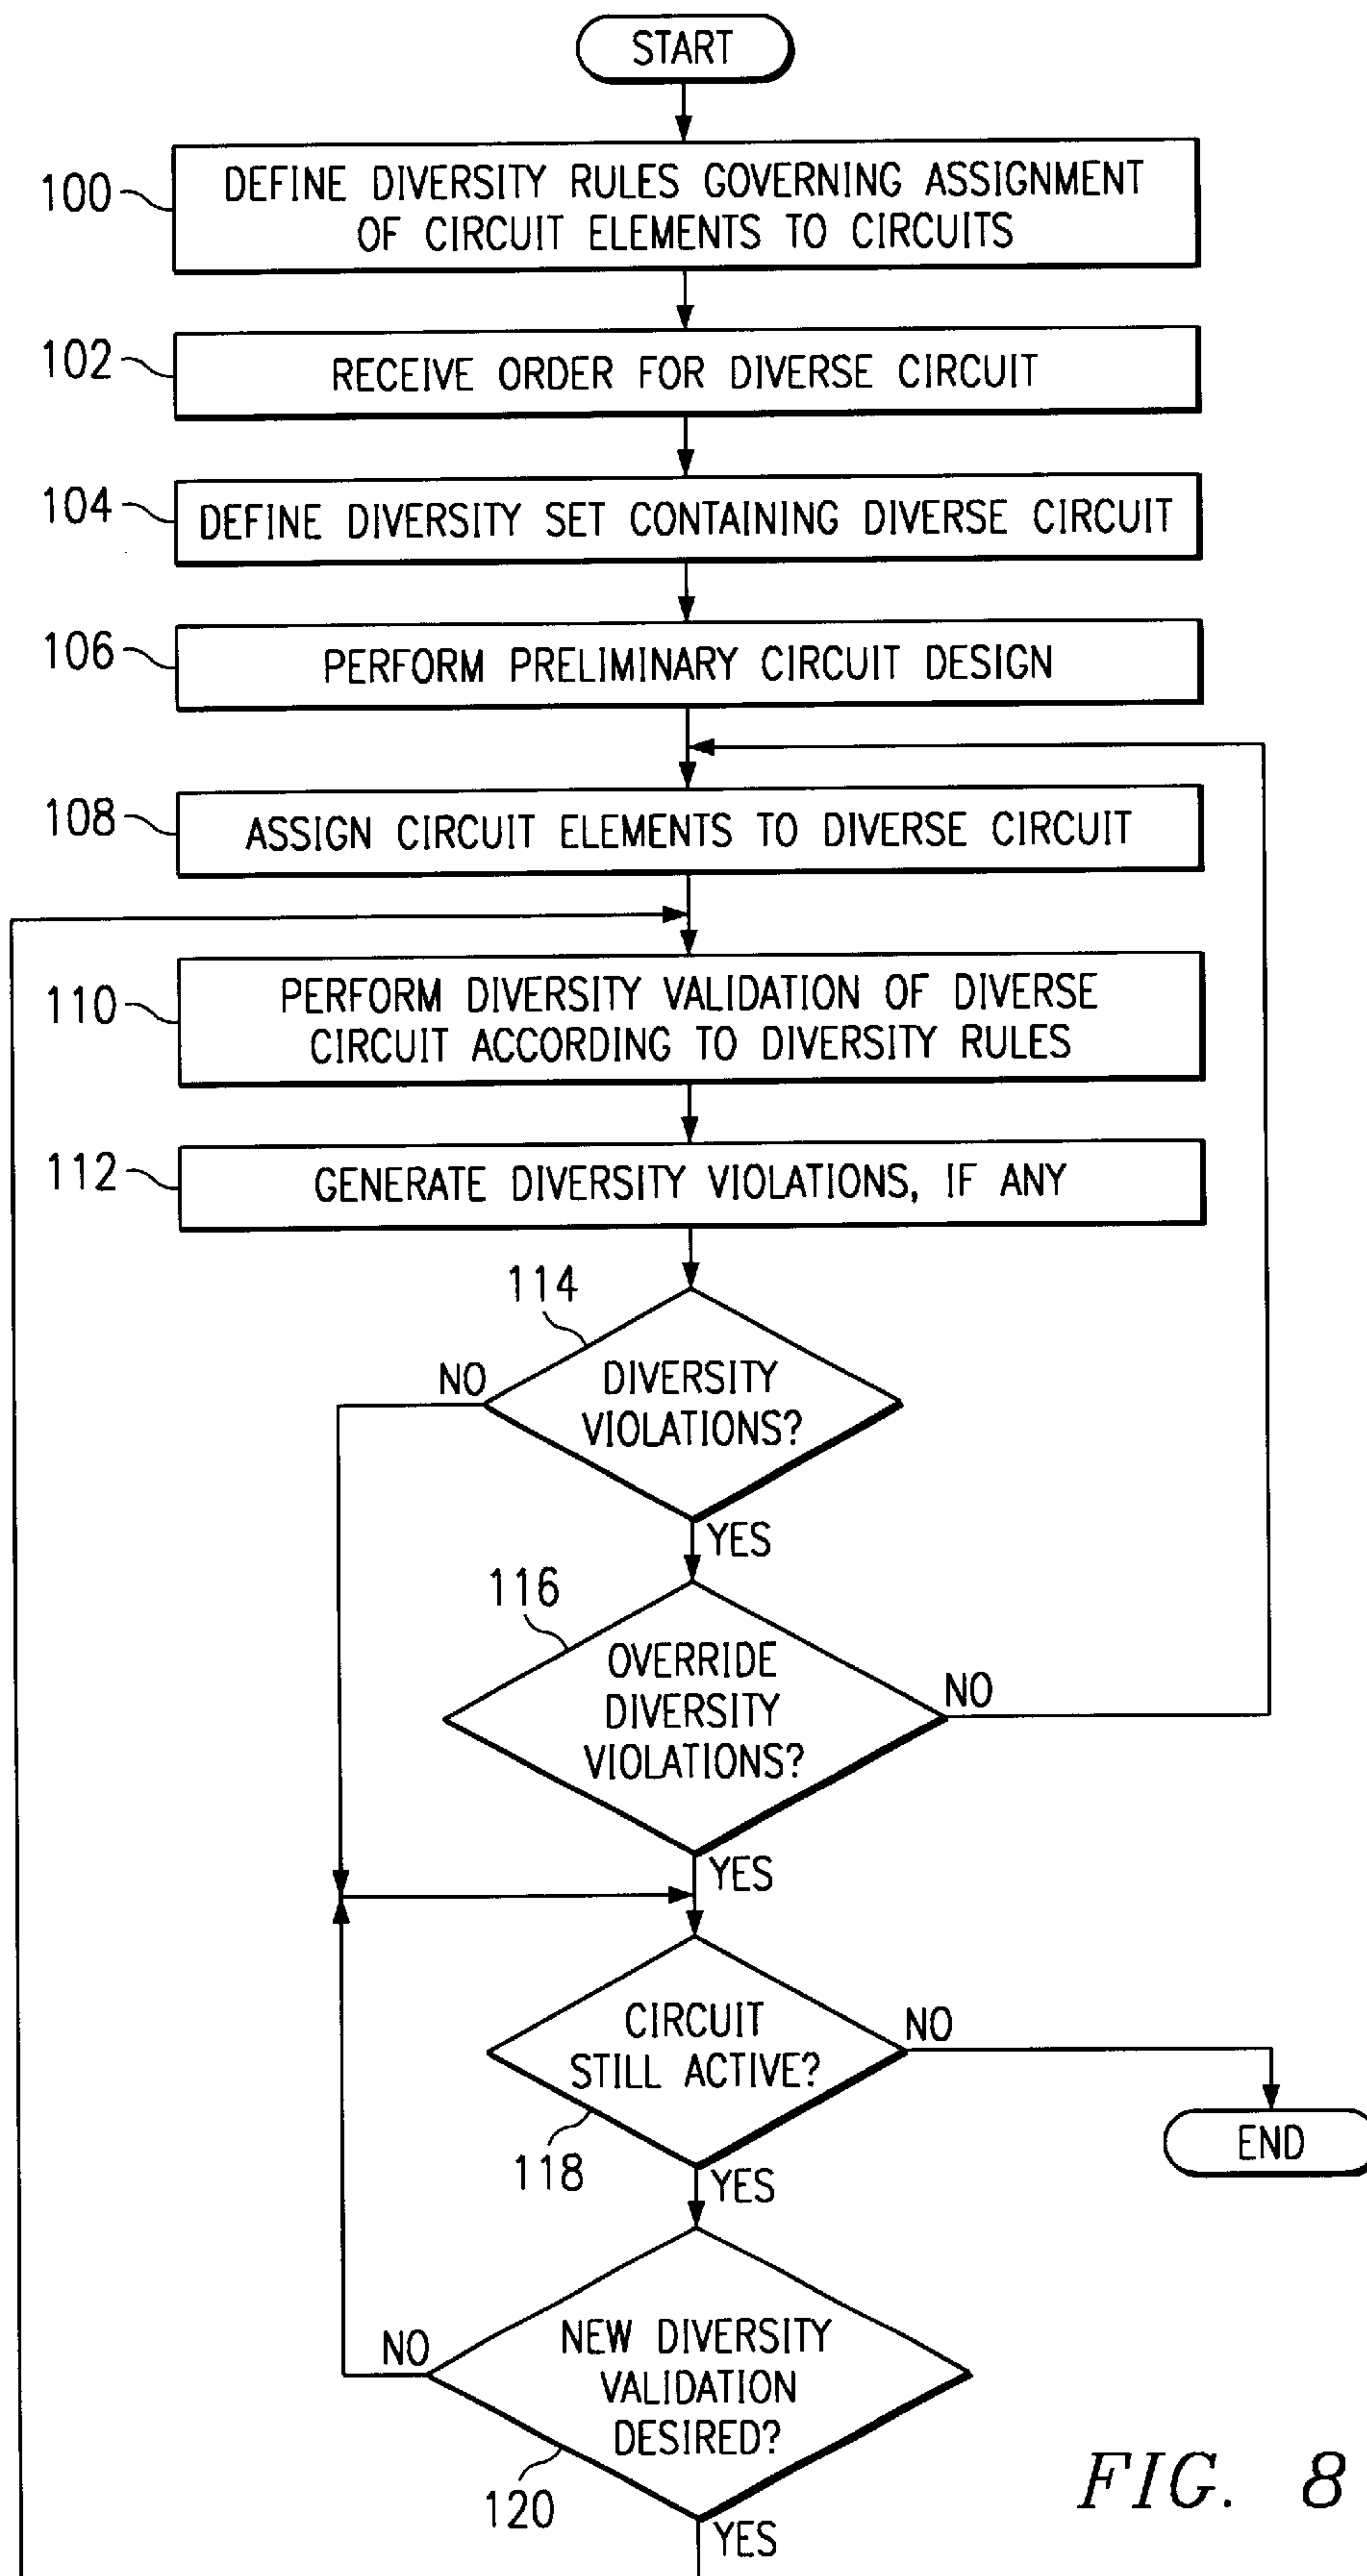 START
100
DEFINE DIVERSITY RULES GOVERNING ASSIGNMENT
OF CIRCUIT ELEMENTS TO CIRCUITS
102
RECEIVE ORDER FOR DIVERSE CIRCUIT
104
DEFINE DIVERSITY SET CONTAINING DIVERSE CIRCUIT
106
PERFORM PRELIMINARY CIRCUIT DESIGN
108
ASSIGN CIRCUIT ELEMENTS TO DIVERSE CIRCUIT
110
PERFORM DIVERSITY VALIDATION OF DIVERSE
CIRCUIT ACCORDING TO DIVERSITY RULES
112
GENERATE DIVERSITY VIOLATIONS, IF ANY
114
NO
DIVERSITY
VIOLATIONS?
YES
116
OVERRIDE
DIVERSITY
VIOLATIONS?
NO
YES
CIRCUIT
STILL ACTIVE?
NO
118
YES
END
NEW DIVERSITY
VALIDATION
DESIRED?
NO
120
YES
FIG. 8